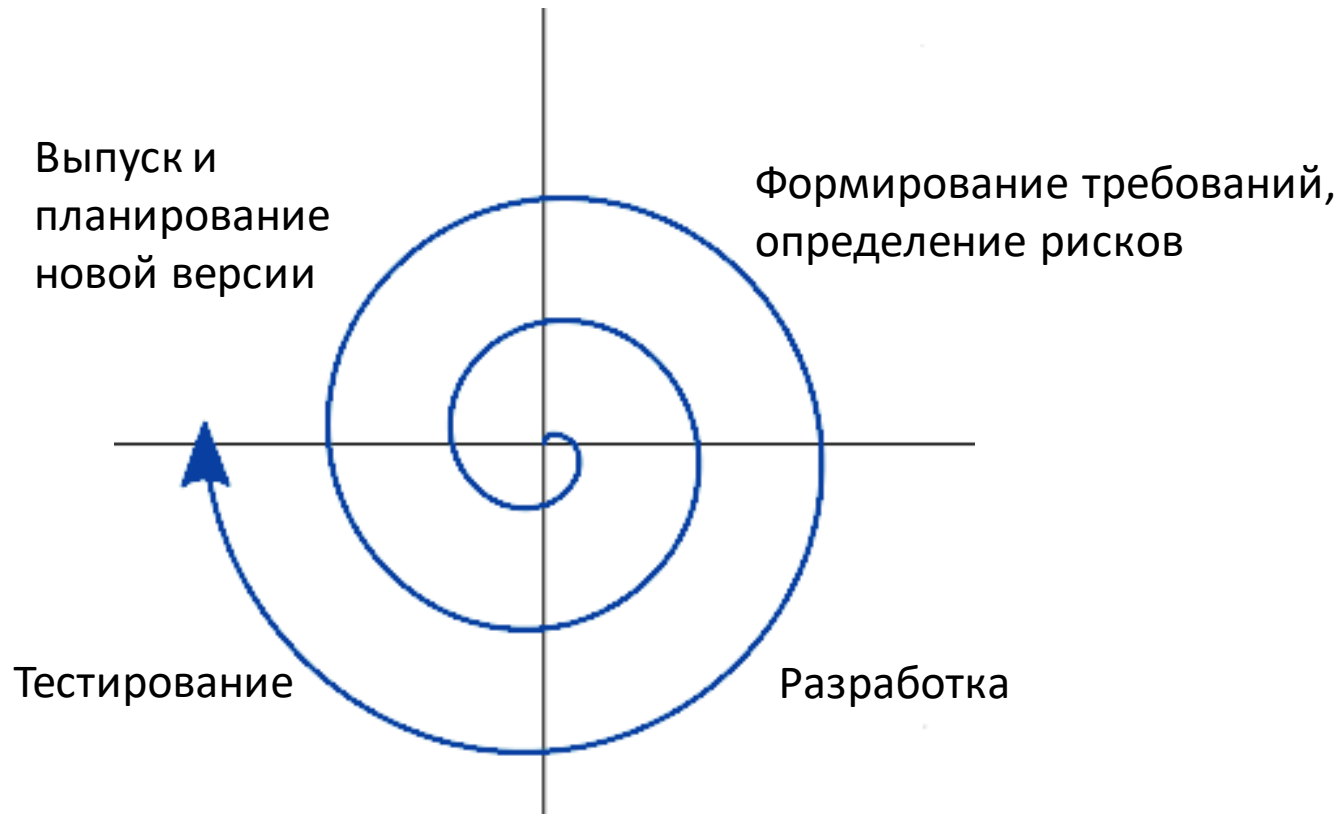 Выпуск и
планирование
новой версии
Формирование требований,
определение рисков
Тестирование
Разработка